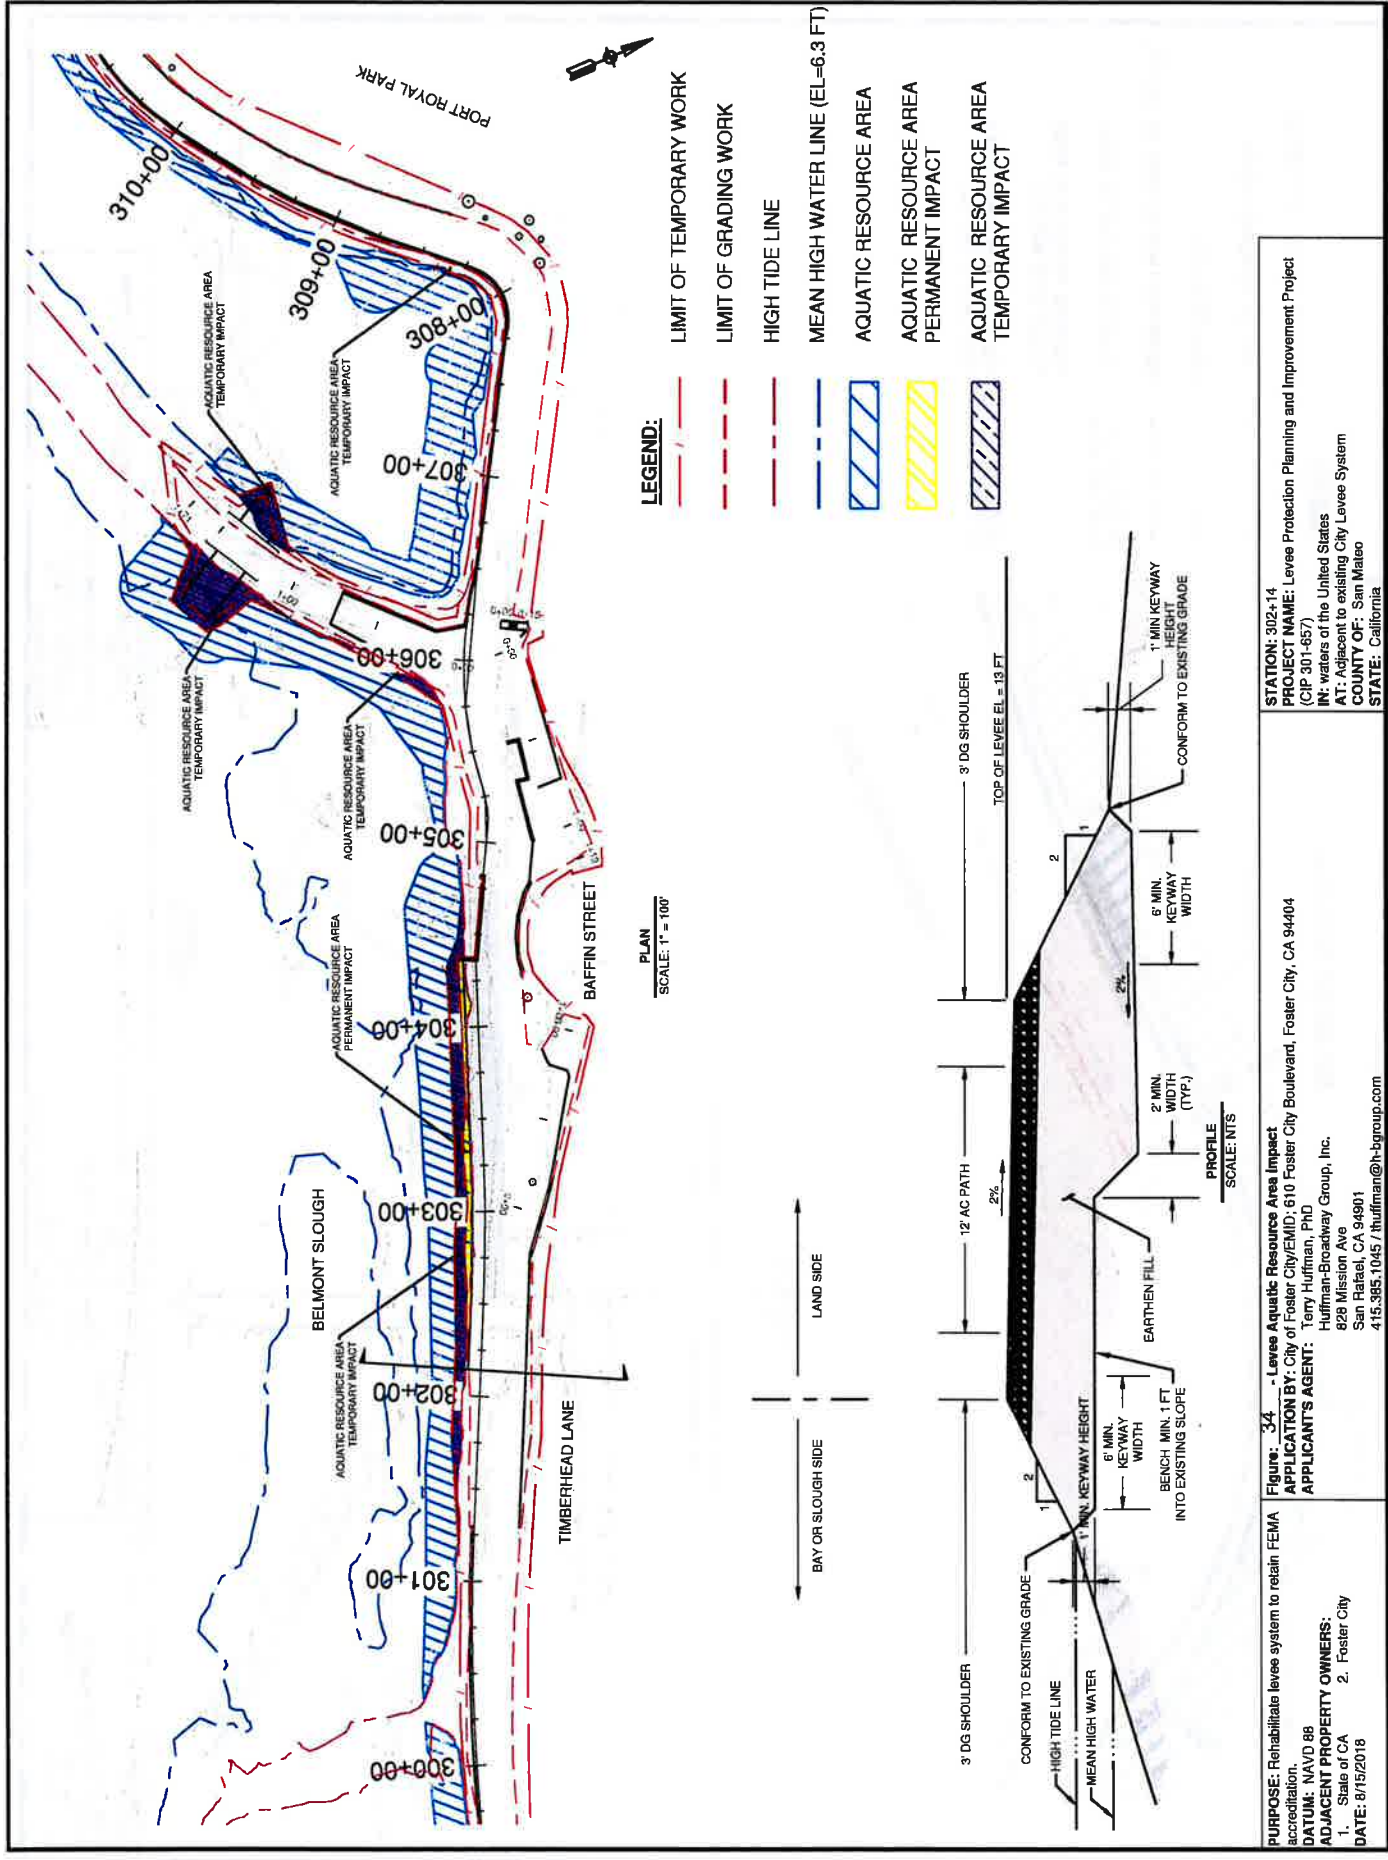 PORT ROYAL PARK
310+00
309+00
308+00
307+00
306+00
305+00
304+00
303+00
302+00
301+00
300+00
1+00
AQUATIC RESOURCE AREA
TEMPORARY IMPACT
AQUATIC RESOURCE AREA
TEMPORARY IMPACT
AQUATIC RESOURCE AREA
TEMPORARY IMPACT
AQUATIC RESOURCE AREA
TEMPORARY IMPACT
AQUATIC RESOURCE AREA
PERMANENT IMPACT
AQUATIC RESOURCE AREA
TEMPORARY IMPACT
BELMONT SLOUGH
TIMBERHEAD LANE
BAFFIN STREET
PLAN
SCALE: 1" = 100'
LEGEND:
LIMIT OF TEMPORARY WORK
LIMIT OF GRADING WORK
HIGH TIDE LINE
MEAN HIGH WATER LINE (EL=6.3 FT)
AQUATIC RESOURCE AREA
AQUATIC RESOURCE AREA
PERMANENT IMPACT
AQUATIC RESOURCE AREA
TEMPORARY IMPACT
BAY OR SLOUGH SIDE
LAND SIDE
3' DG SHOULDER
12' AC PATH
3' DG SHOULDER
2%
TOP OF LEVEE EL = 13 FT
CONFORM TO EXISTING GRADE
HIGH TIDE LINE
MEAN HIGH WATER
1' MIN. KEYWAY HEIGHT
2
1
6' MIN.
KEYWAY
WIDTH
BENCH MIN. 1 FT
INTO EXISTING SLOPE
EARTHEN FILL
2' MIN.
WIDTH
(TYP.)
2%
6' MIN.
KEYWAY
WIDTH
2
1
1' MIN KEYWAY
HEIGHT
CONFORM TO EXISTING GRADE
PROFILE
SCALE: NTS
PURPOSE: Rehabilitate levee system to retain FEMA
accreditation.
DATUM: NAVD 88
ADJACENT PROPERTY OWNERS:
1. State of CA 2. Foster City
DATE: 8/15/2018
Figure: 34 - Levee Aquatic Resource Area Impact
APPLICATION BY: City of Foster City/EMID; 610 Foster City Boulevard, Foster City, CA 94404
APPLICANT'S AGENT: Terry Huffman, PhD
Huffman-Broadway Group, Inc.
828 Mission Ave
San Rafael, CA 94901
415.385.1045 / thuffman@h-bgroup.com
STATION: 302+14
PROJECT NAME: Levee Protection Planning and Improvement Project
(CIP 301-657)
IN: waters of the United States
AT: Adjacent to existing City Levee System
COUNTY OF: San Mateo
STATE: California